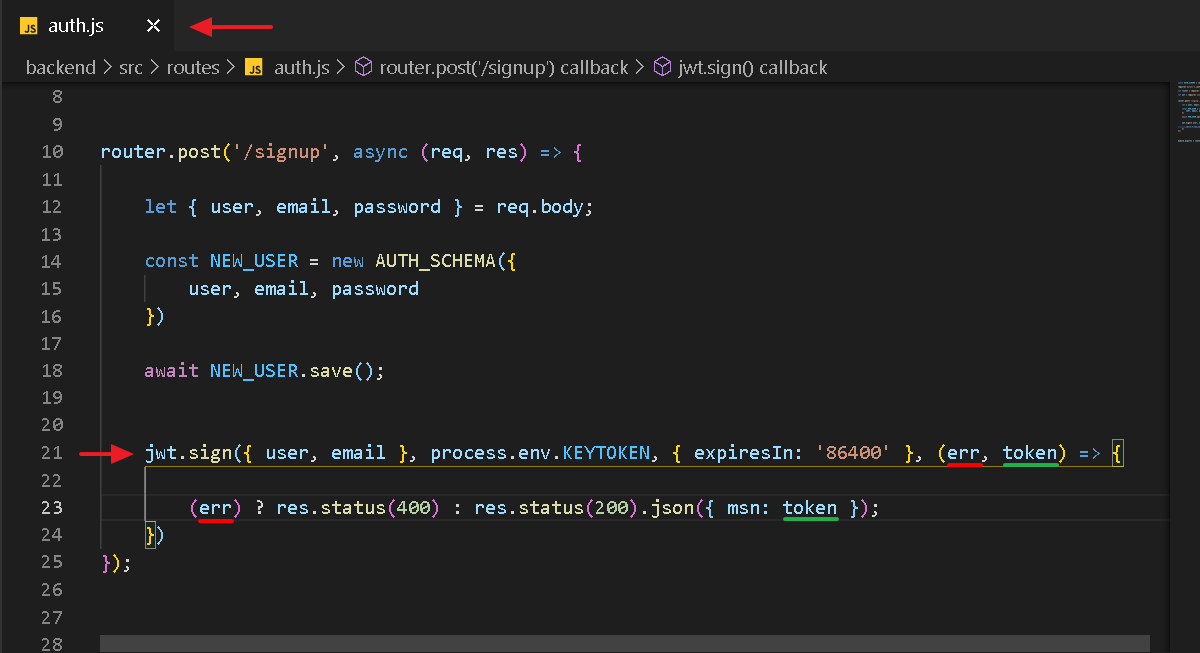 JS auth.js ×
backend > src > routes > JS auth.js > router.post('/signup') callback > jwt.sign() callback
8
9
10 router.post('/signup', async (req, res) => {
11
12 let { user, email, password } = req.body;
13
14 const NEW_USER = new AUTH_SCHEMA({
15 user, email, password
16 })
17
18 await NEW_USER.save();
19
20
21 jwt.sign({ user, email }, process.env.KEYTOKEN, { expiresIn: '86400' }, (err, token) => {
22
23 (err) ? res.status(400) : res.status(200).json({ msn: token });
24 })
25 });
26
27
28